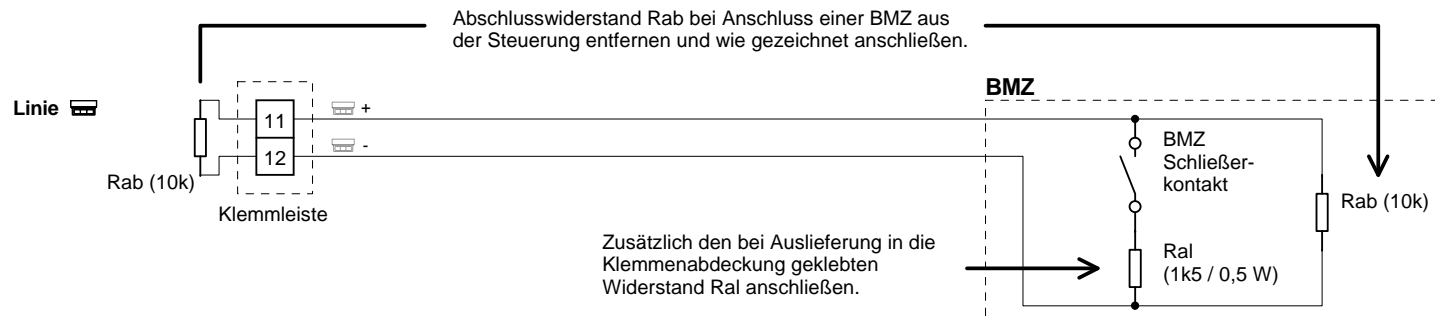 Abschlusswiderstand Rab bei Anschluss einer BMZ aus
der Steuerung entfernen und wie gezeichnet anschließen.
BMZ
Linie
11
+
12
-
Rab (10k)
Klemmleiste
BMZ
Schließer-
kontakt
Rab (10k)
Zusätzlich den bei Auslieferung in die
Klemmenabdeckung geklebten
Widerstand Ral anschließen.
Ral
(1k5 / 0,5 W)